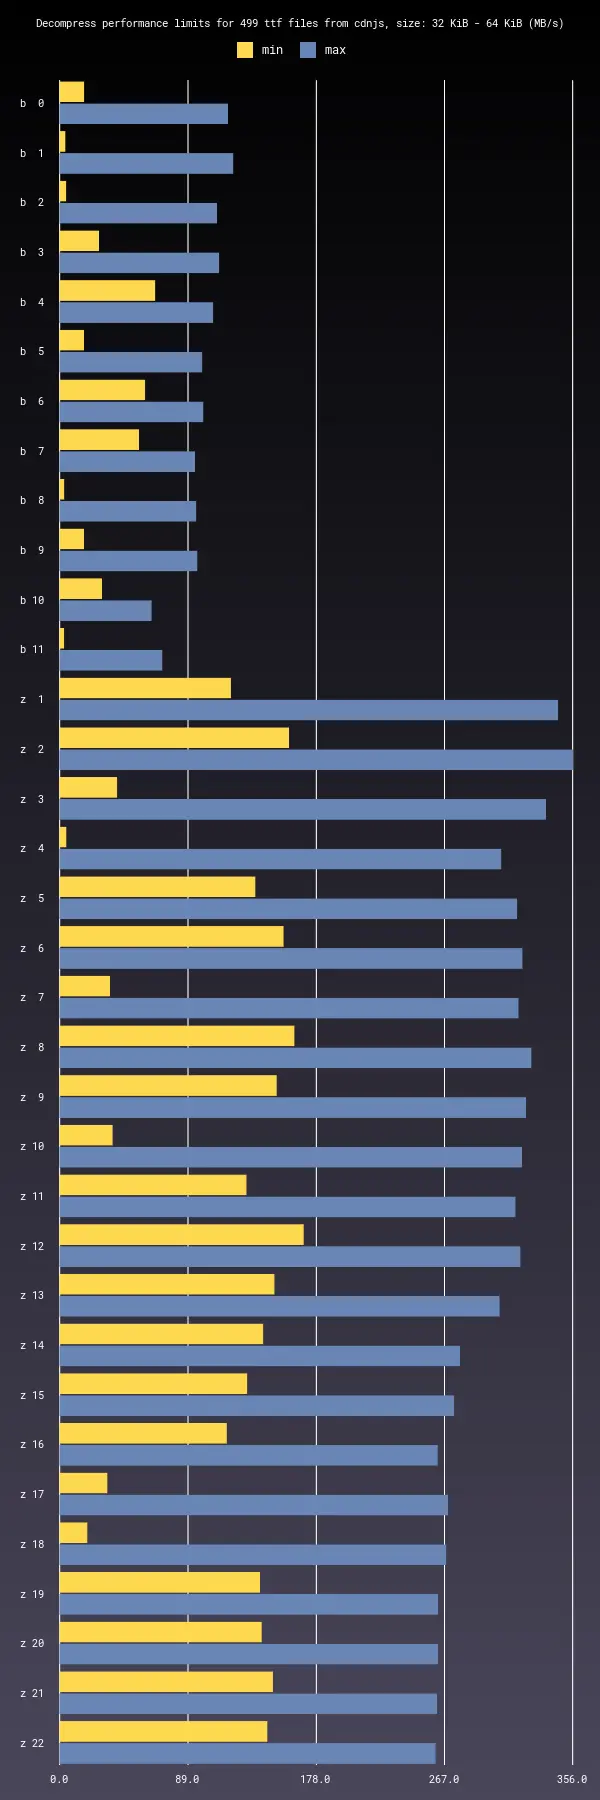 Decompress performance limits for 499 ttf files from cdnjs, size: 32 KiB - 64 KiB (MB/s)
min max
b 0
b 1
b 2
b 3
b 4
b 5
b 6
b 7
b 8
b 9
b 10
b 11
z 1
z 2
z 3
z 4
z 5
z 6
z 7
z 8
z 9
z 10
z 11
z 12
z 13
z 14
z 15
z 16
z 17
z 18
z 19
z 20
z 21
z 22
0.0 89.0 178.0 267.0 356.0